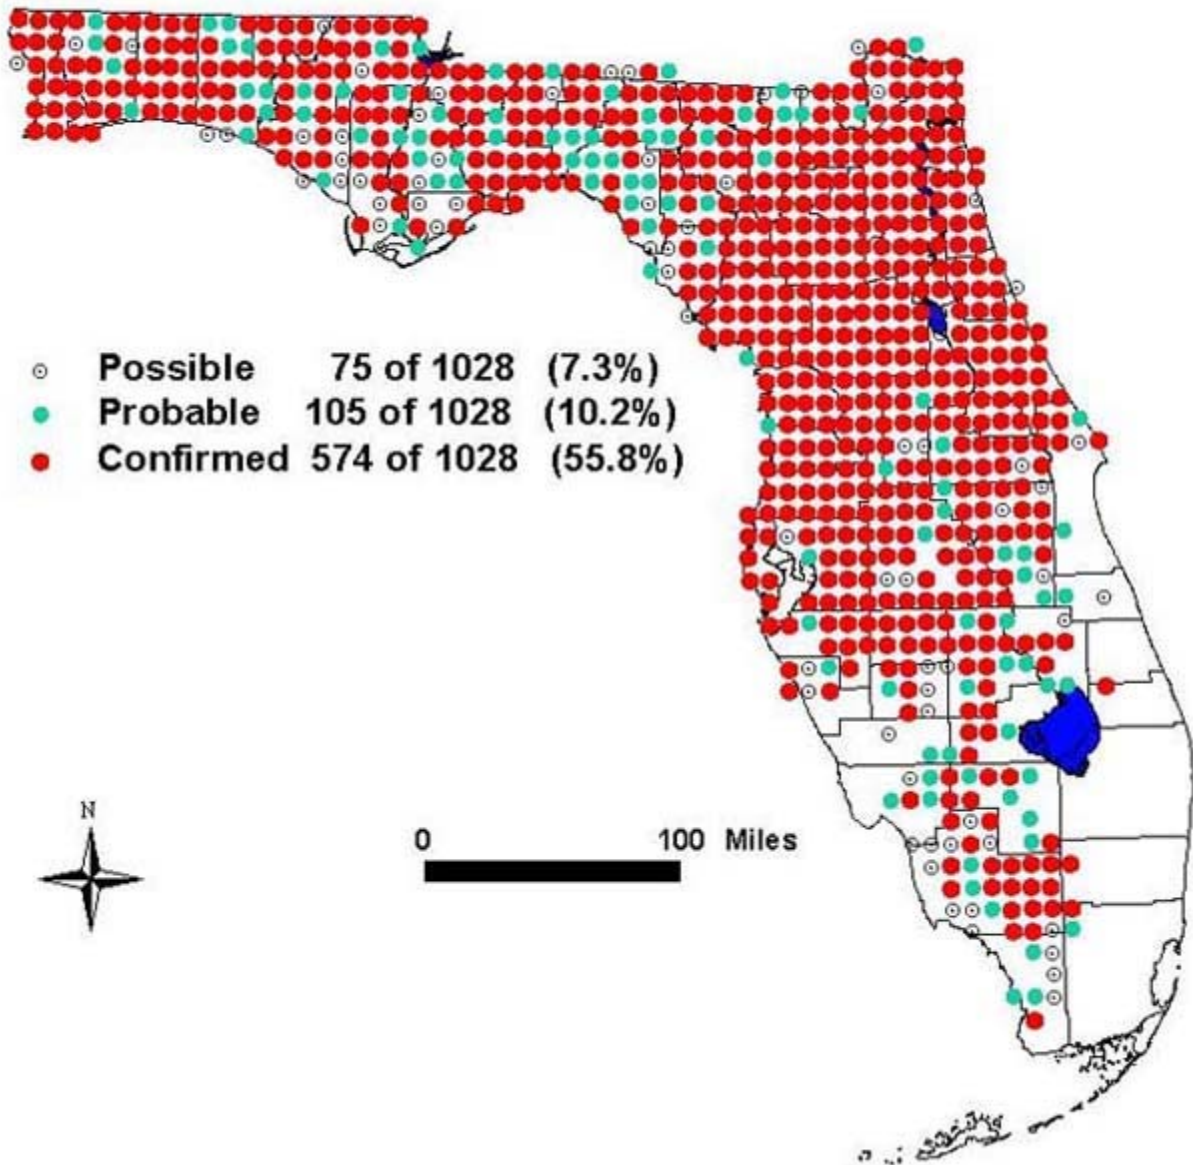 Possible 75 of 1028 (7.3%)
Probable 105 of 1028 (10.2%)
Confirmed 574 of 1028 (55.8%)
N
0 100 Miles